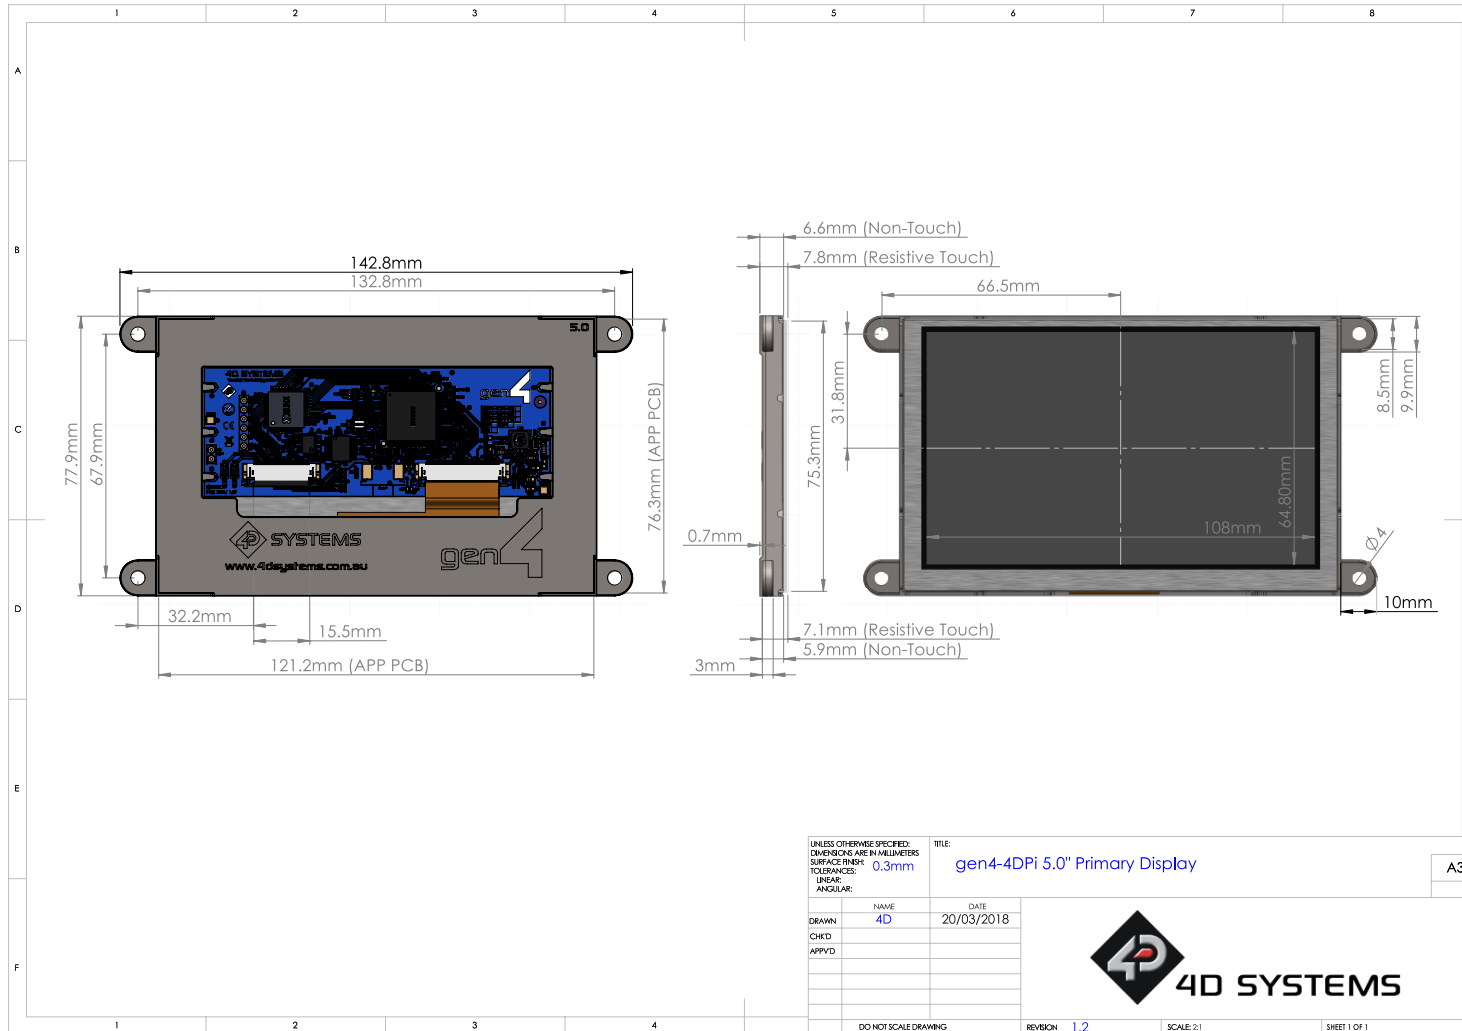 1 2 3 4 5 6 7 8
A
B
C
D
E
F
142.8mm
132.8mm
77.9mm
67.9mm
76.3mm (APP PCB)
5.0
4D SYSTEMS
gen4
CE
4D SYSTEMS
www.4dsystems.com.au
gen4
32.2mm
15.5mm
121.2mm (APP PCB)
6.6mm (Non-Touch)
7.8mm (Resistive Touch)
75.3mm
0.7mm
7.1mm (Resistive Touch)
5.9mm (Non-Touch)
3mm
66.5mm
31.8mm
64.80mm
108mm
8.5mm
9.9mm
Ø4
10mm
UNLESS OTHERWISE SPECIFIED:
DIMENSIONS ARE IN MILLIMETERS
SURFACE FINISH:
TOLERANCES: 0.3mm
LINEAR:
ANGULAR:
TITLE:
gen4-4DPi 5.0" Primary Display
A3
NAME DATE
DRAWN 4D 20/03/2018
CHK'D
APPV'D
4D SYSTEMS
DO NOT SCALE DRAWING REVISION 1.2 SCALE: 2:1 SHEET 1 OF 1
1 2 3 4